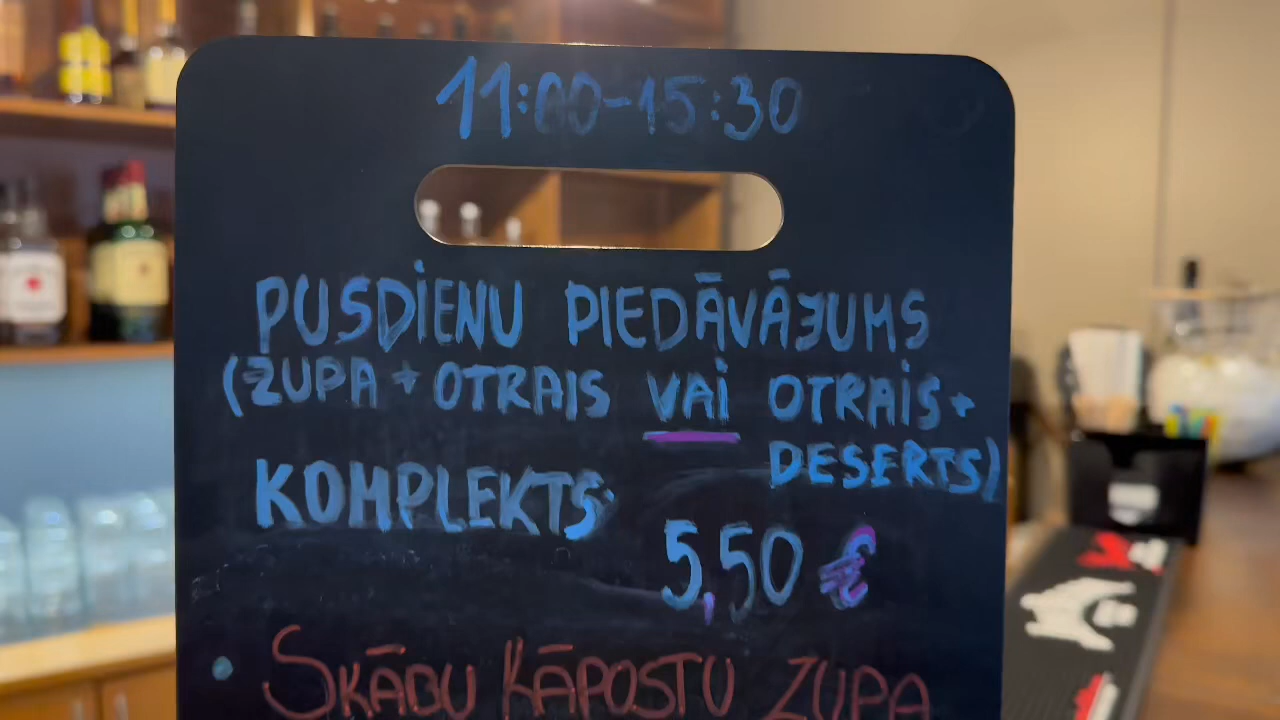 11:00-15:30
PUSDIENU PIEDĀVĀJUMS
(ZUPA + OTRAIS VAI OTRAIS +
DESERTS)
KOMPLEKTS:
5,50 €
• SKĀBU KĀPOSTU ZUPA